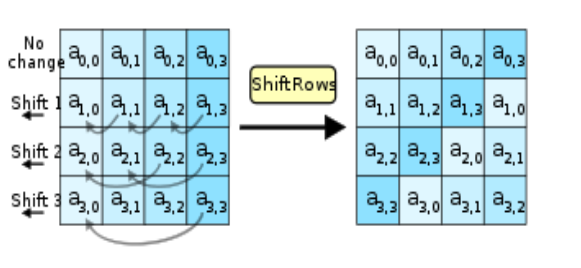 No change a0,0 a0,1 a0,2 a0,3
Shift 1 a1,0 a1,1 a1,2 a1,3
Shift 2 a2,0 a2,1 a2,2 a2,3
Shift 3 a3,0 a3,1 a3,2 a3,3
ShiftRows
a0,0 a0,1 a0,2 a0,3
a1,1 a1,2 a1,3 a1,0
a2,2 a2,3 a2,0 a2,1
a3,3 a3,0 a3,1 a3,2